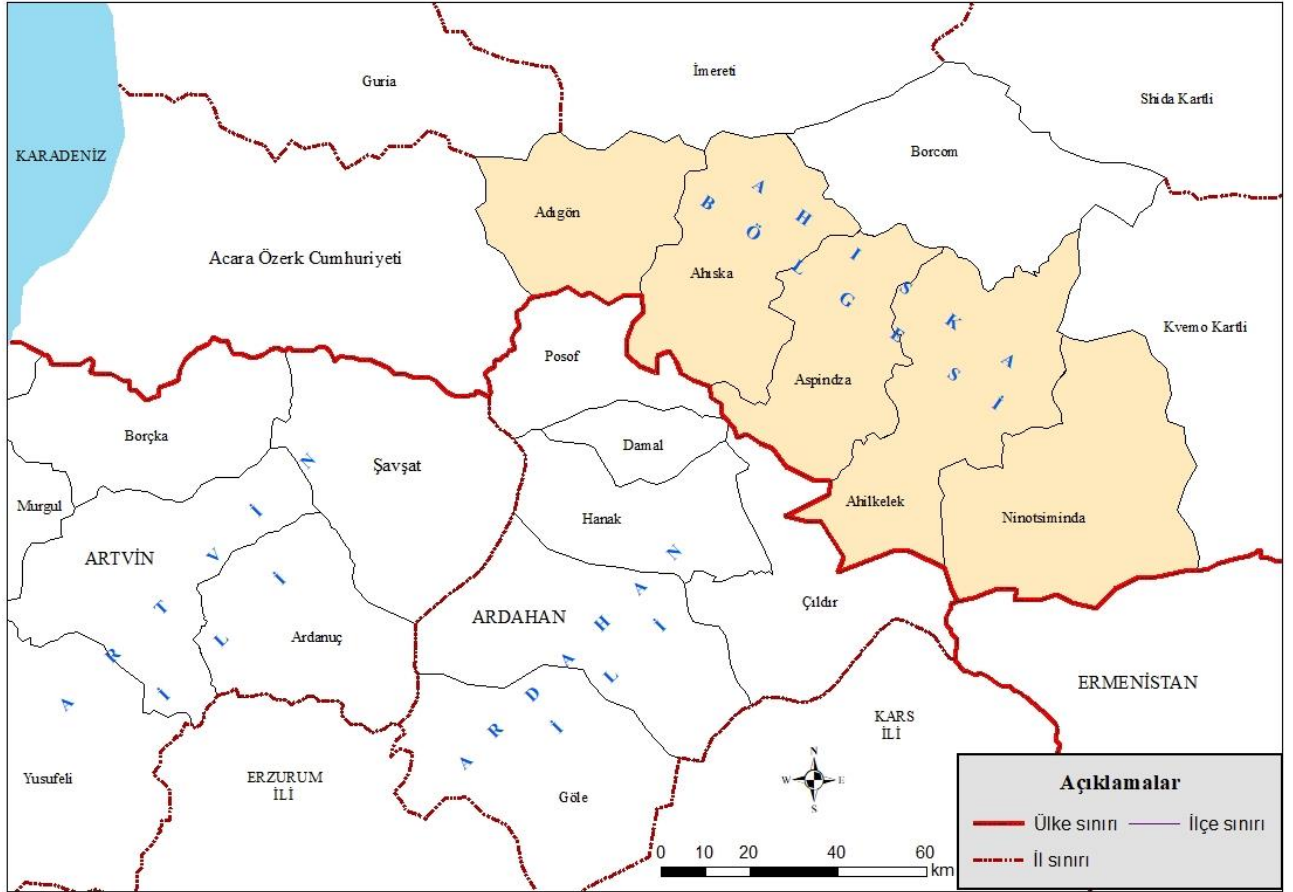 Guria
İmereti
Shida Kartli
KARADENİZ
Borcom
Adıgön
AHISKA
BÖLGESİ
Acara Özerk Cumhuriyeti
Ahıska
Kvemo Kartli
Posof
Aspindza
Borçka
Damal
Şavşat
Murgul
Hanak
Ahilkelek
Ninotsiminda
ARTVİN
ARTVİN
İLİ
Ardanuç
ARDAHAN
Çıldır
ARDAHAN
İLİ
ERMENİSTAN
KARS
İLİ
Yusufeli
ERZURUM
İLİ
Göle
N
W E
S
0 10 20 40 60
km
Açıklamalar
Ülke sınırı
İlçe sınırı
İl sınırı